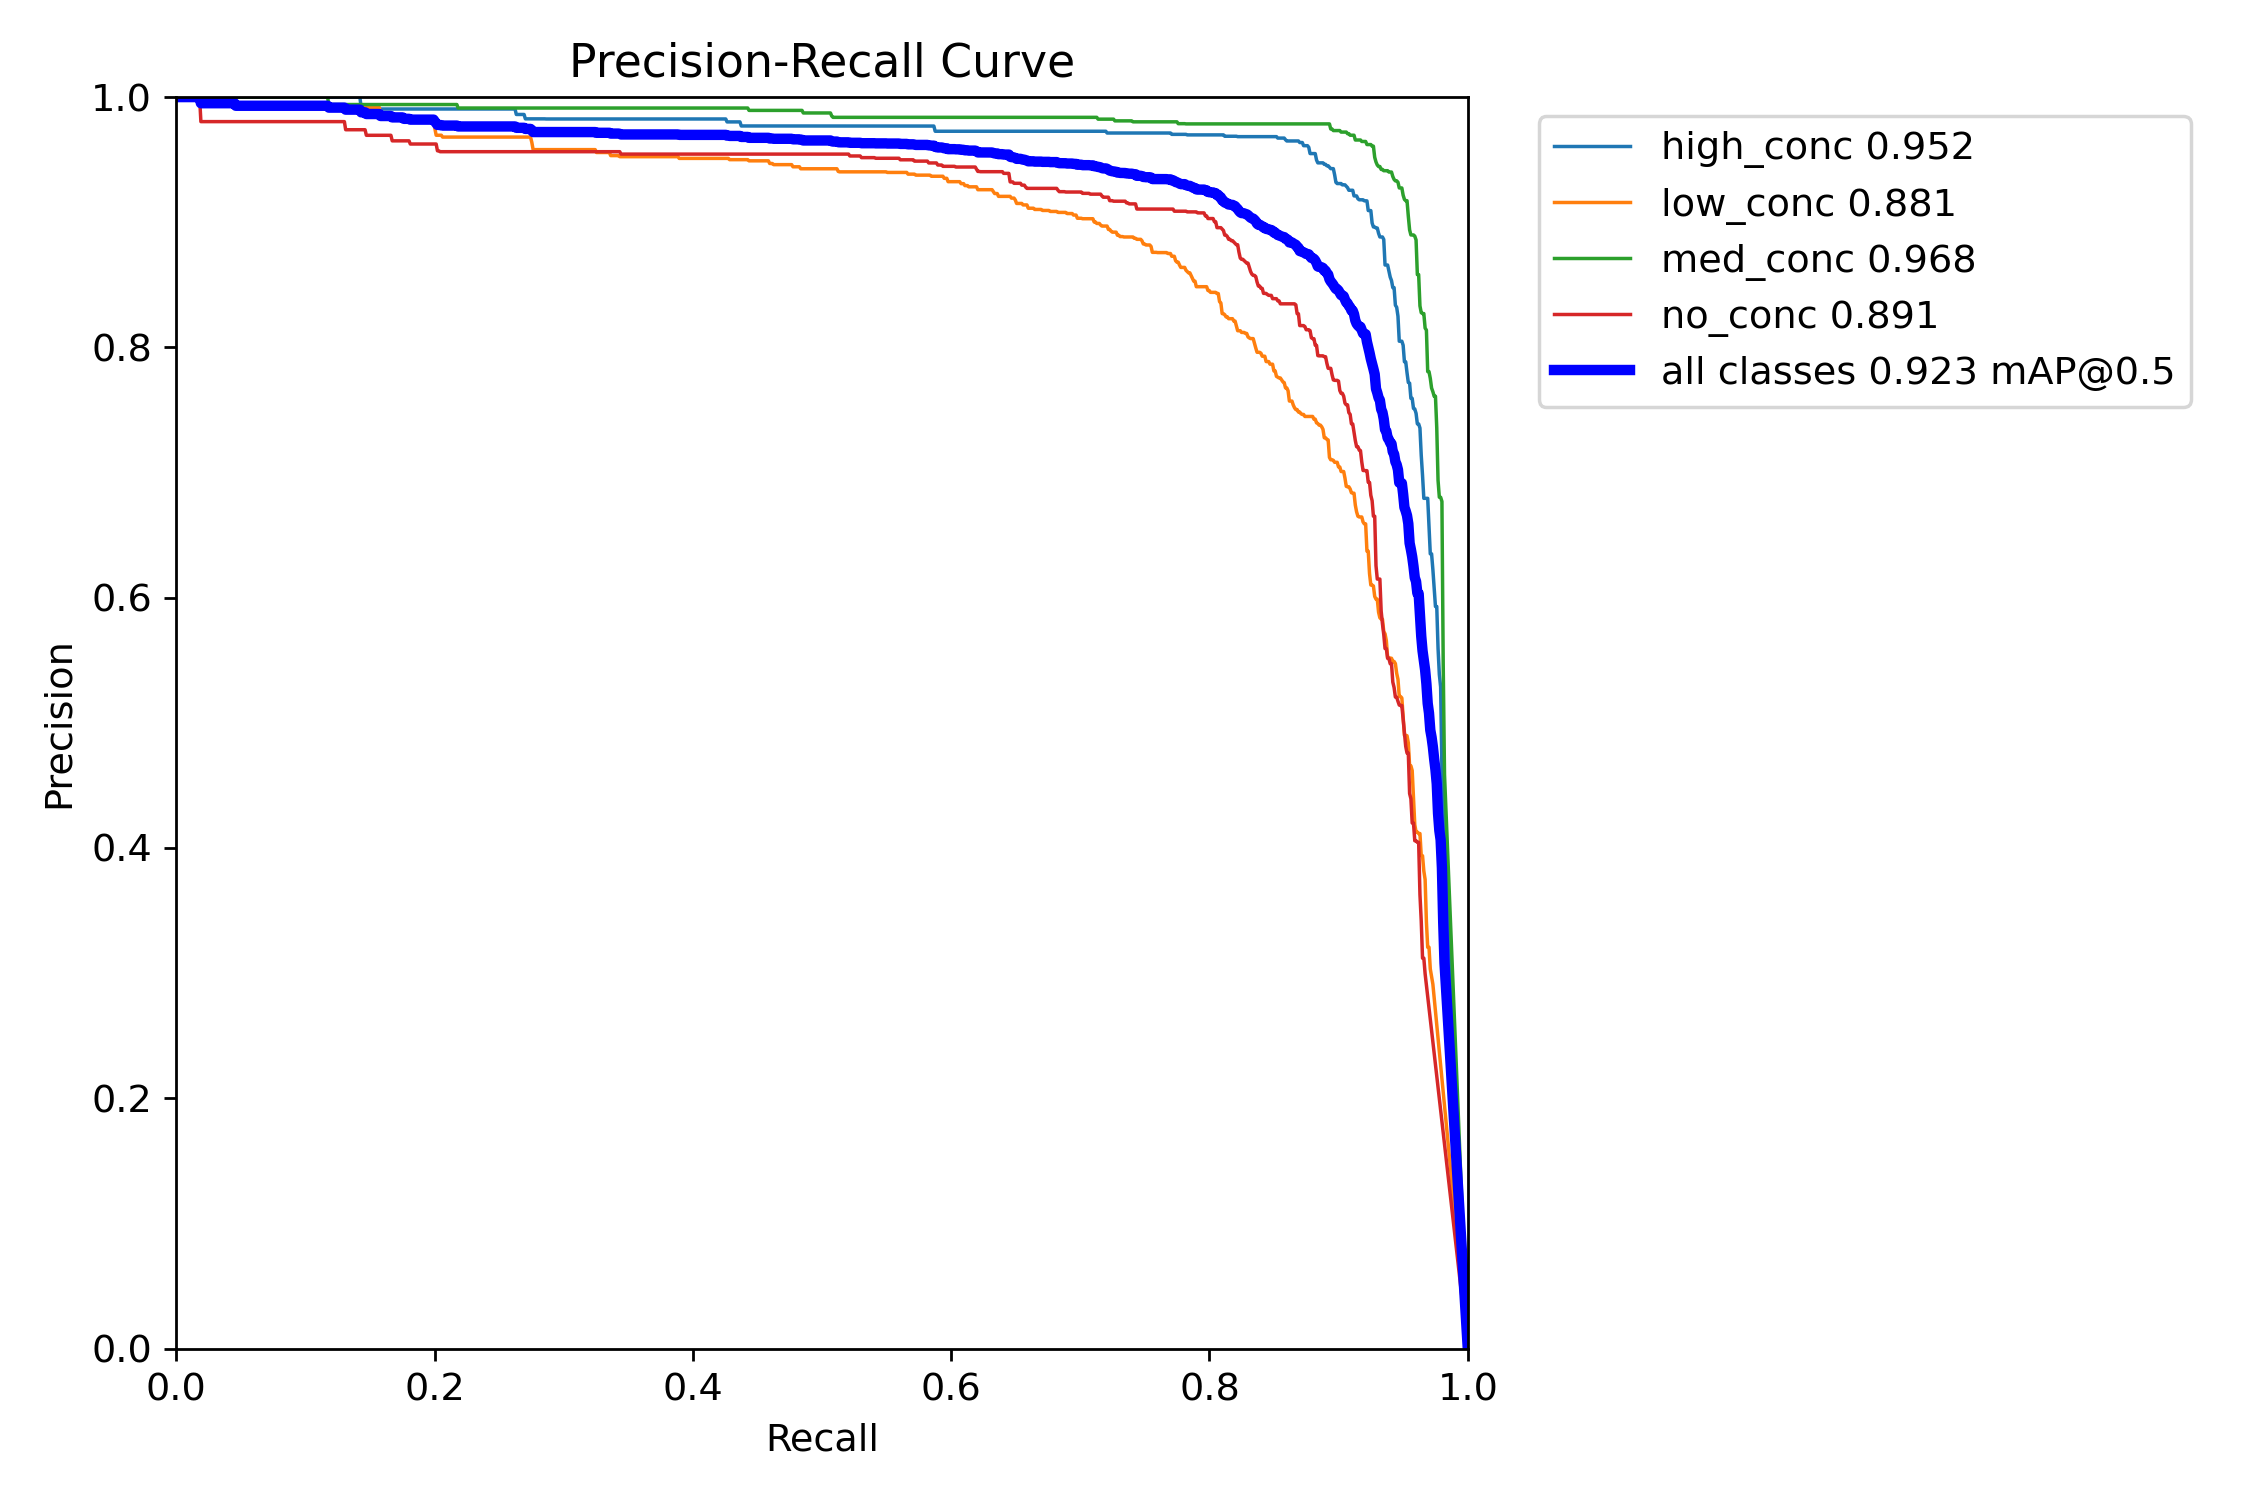 Precision-Recall Curve
1.0
0.8
0.6
0.4
0.2
0.0
Precision
0.0 0.2 0.4 0.6 0.8 1.0
Recall
high_conc 0.952
low_conc 0.881
med_conc 0.968
no_conc 0.891
all classes 0.923 mAP@0.5